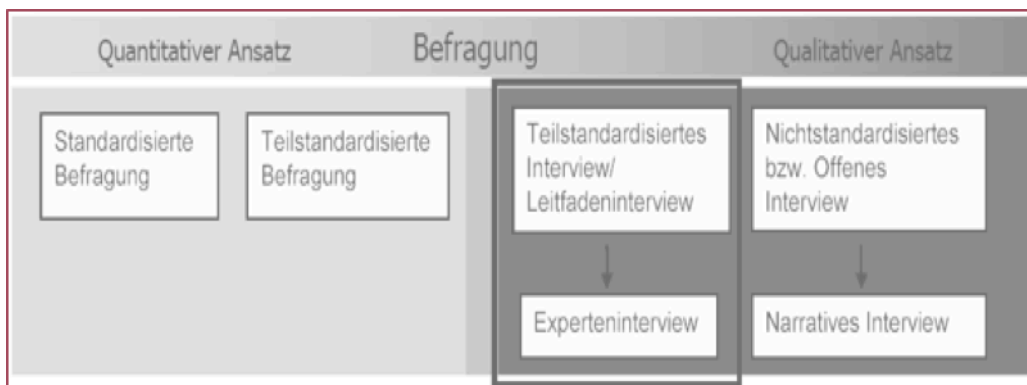 Quantitativer Ansatz
Befragung
Qualitativer Ansatz
Standardisierte
Befragung
Teilstandardisierte
Befragung
Teilstandardisiertes
Interview/
Leitfadeninterview
Nichtstandardisiertes
bzw. Offenes
Interview
Experteninterview
Narratives Interview